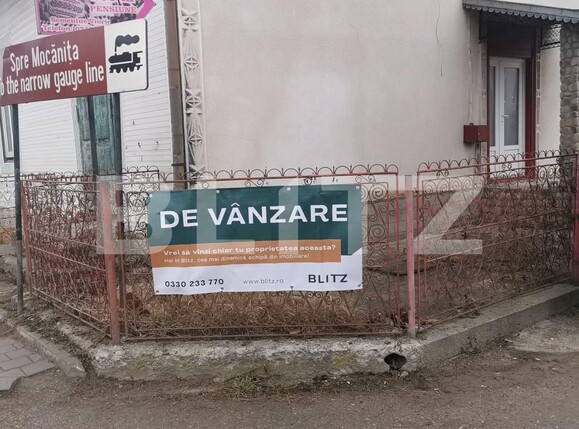 PENSIUNE
Spre Mocănița
o the narrow gauge line
DE VÂNZARE
Vrei să vinzi chiar tu proprietatea aceasta?
Hai în Blitz, cea mai dinamică echipă din imobiliare!
0330 233 770 www.blitz.ro BLITZ
BLITZ